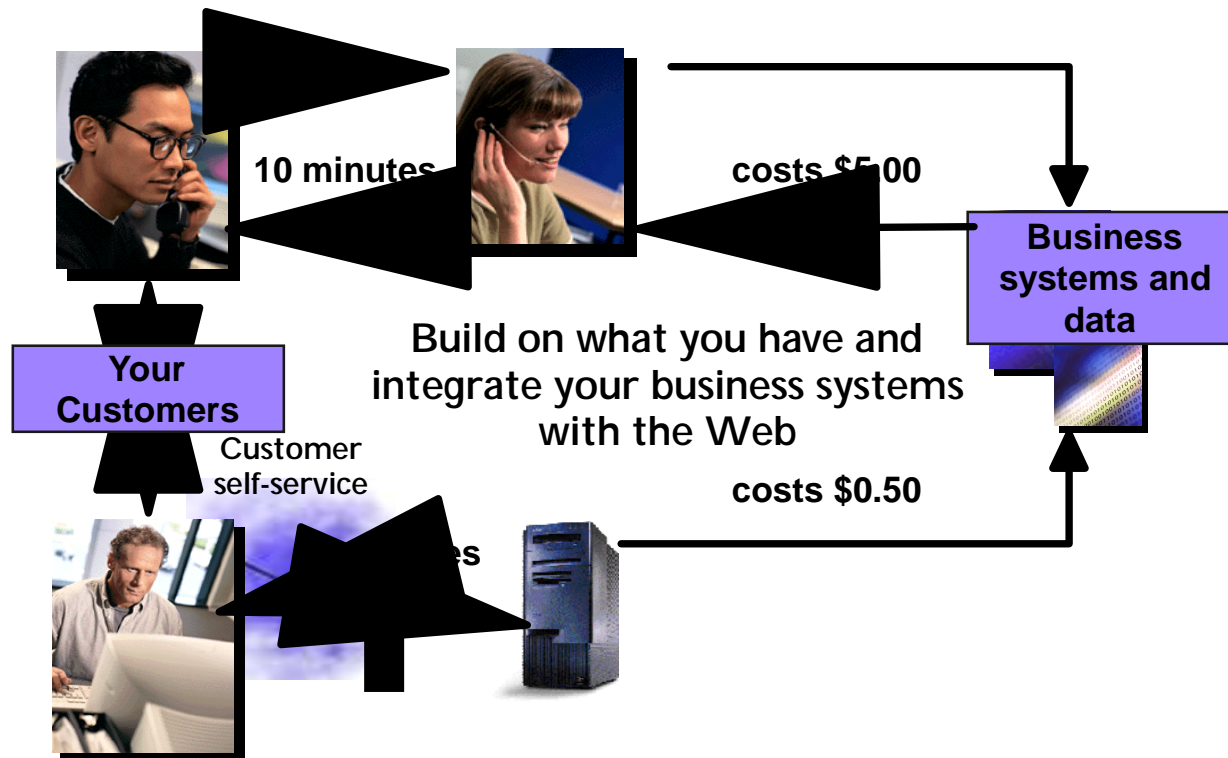 10 minutes
costs $5.00
Business
systems and
data
Build on what you have and
integrate your business systems
with the Web
Your
Customers
Customer
self-service
costs $0.50